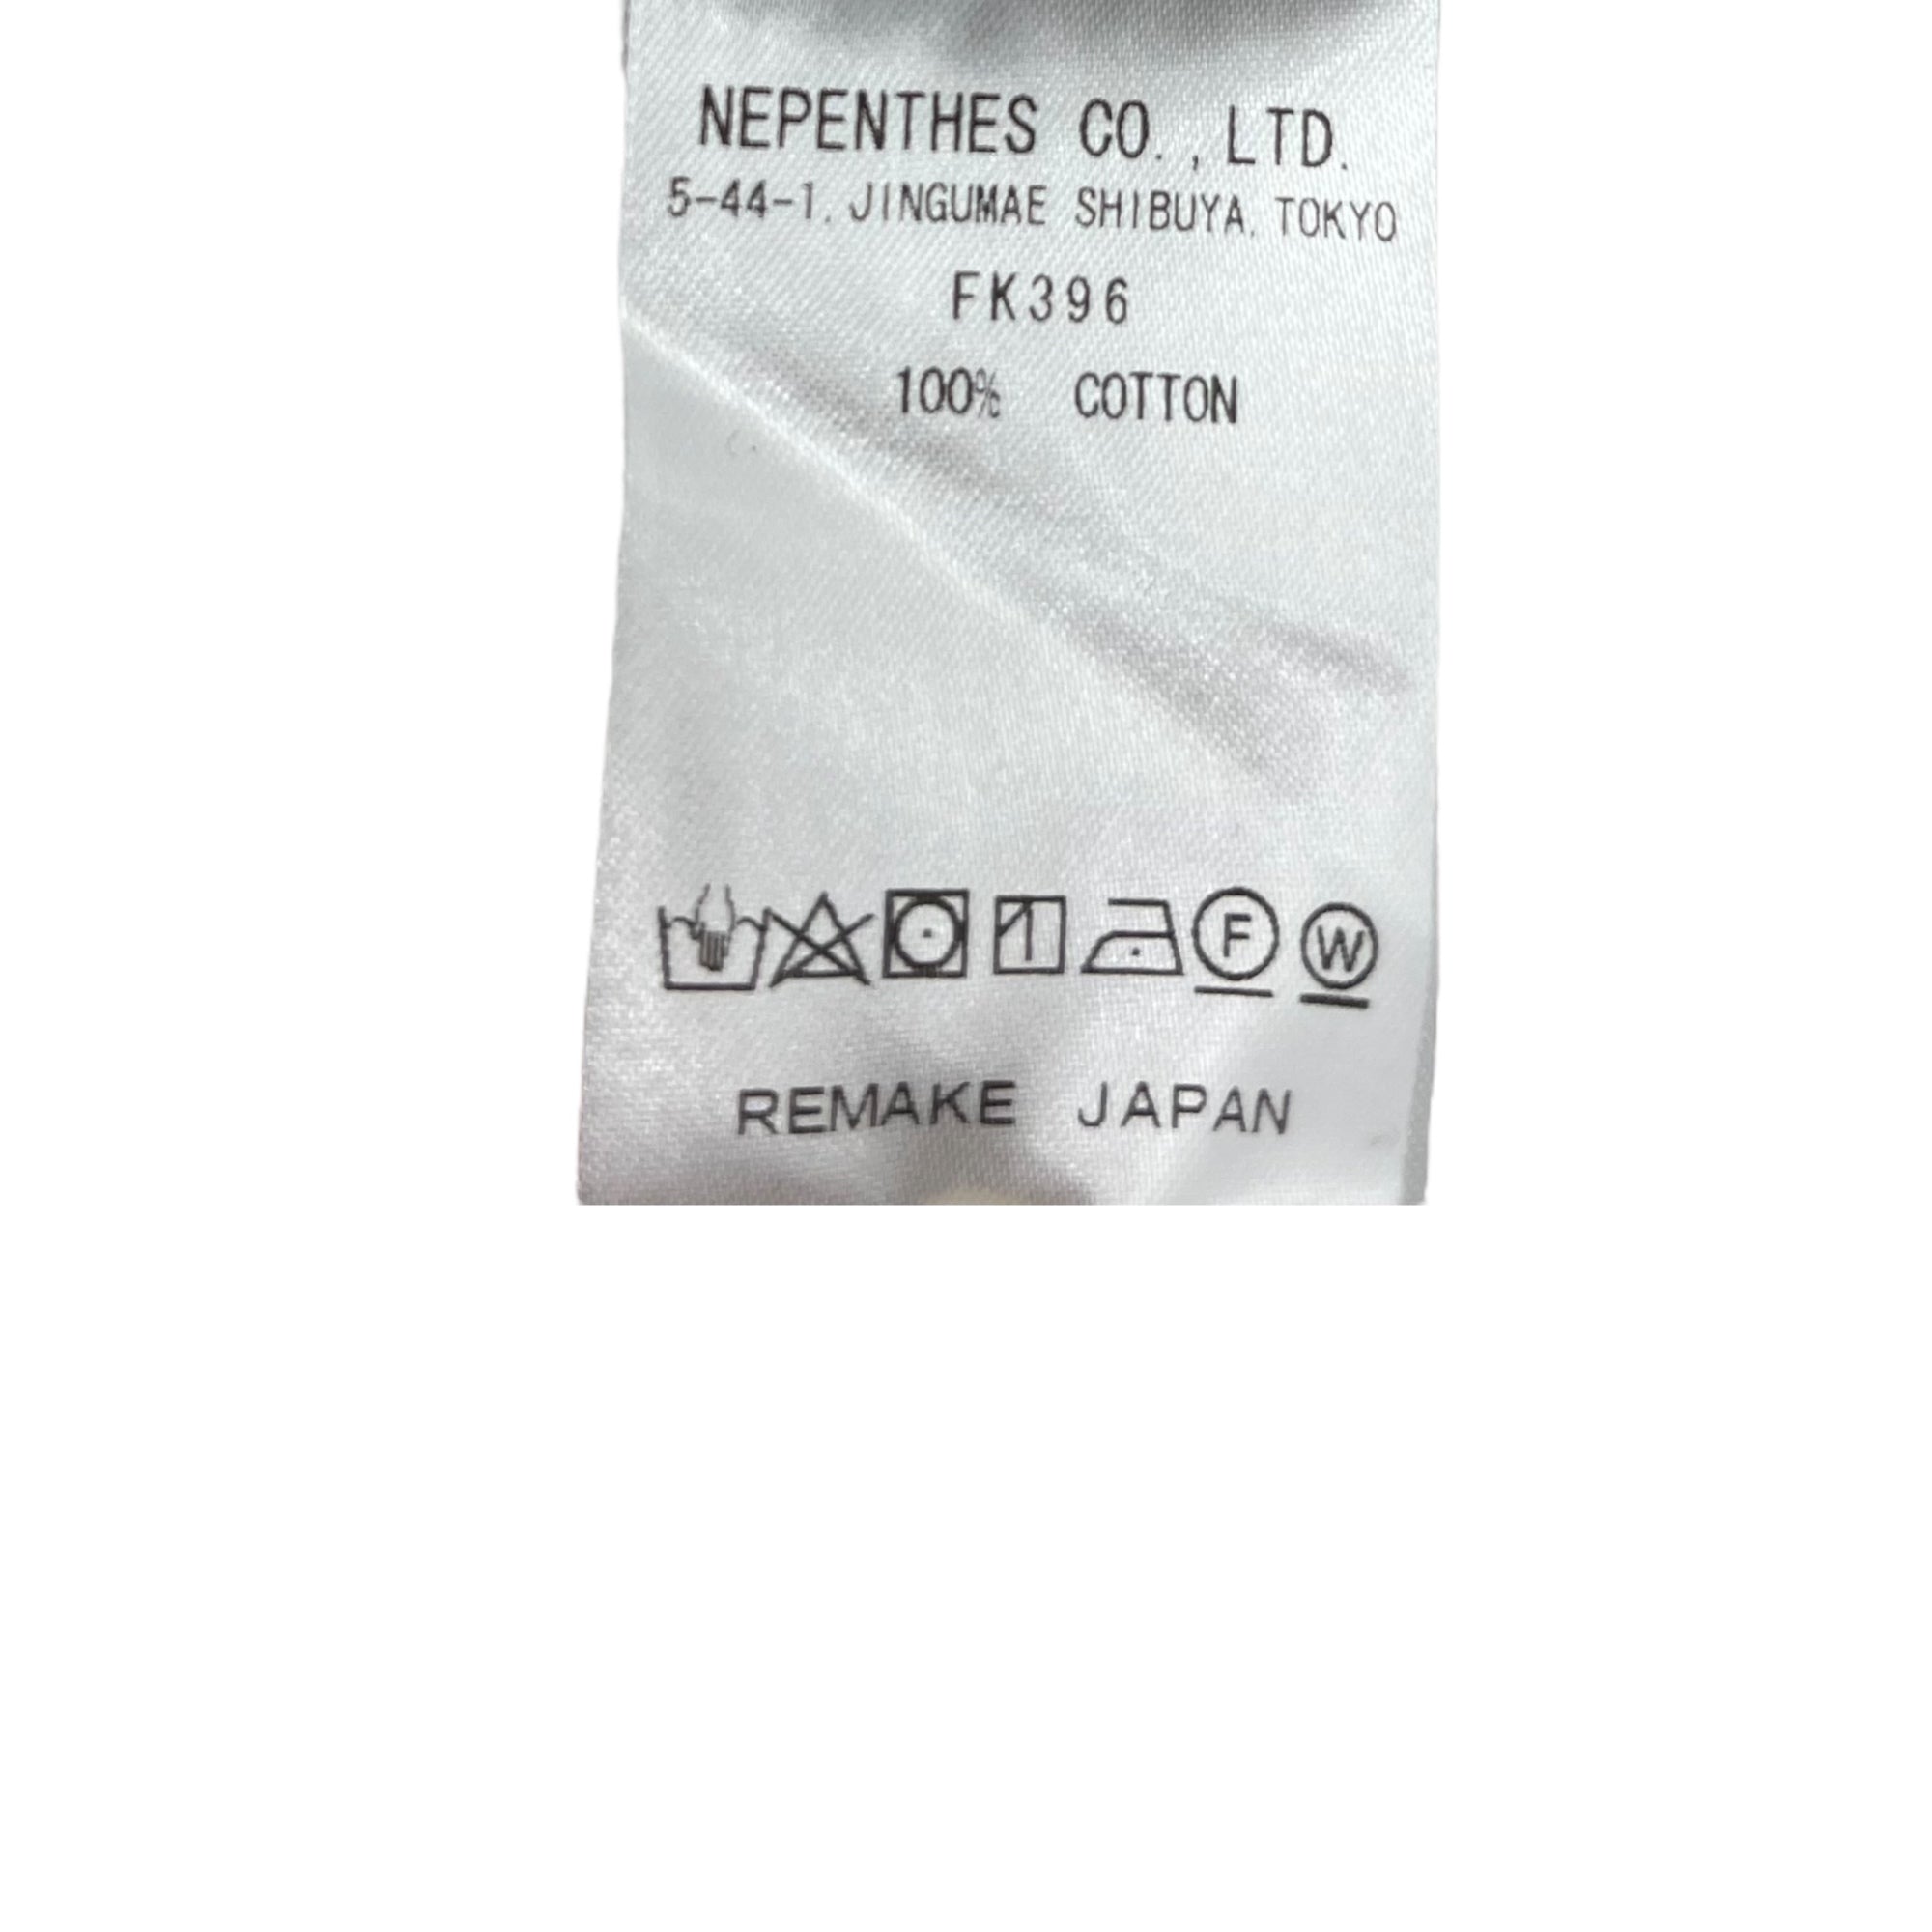 NEPENTHES CO., LTD.
5-44-1, JINGUMAE SHIBUYA, TOKYO
FK396
100% COTTON
F W
REMAKE JAPAN